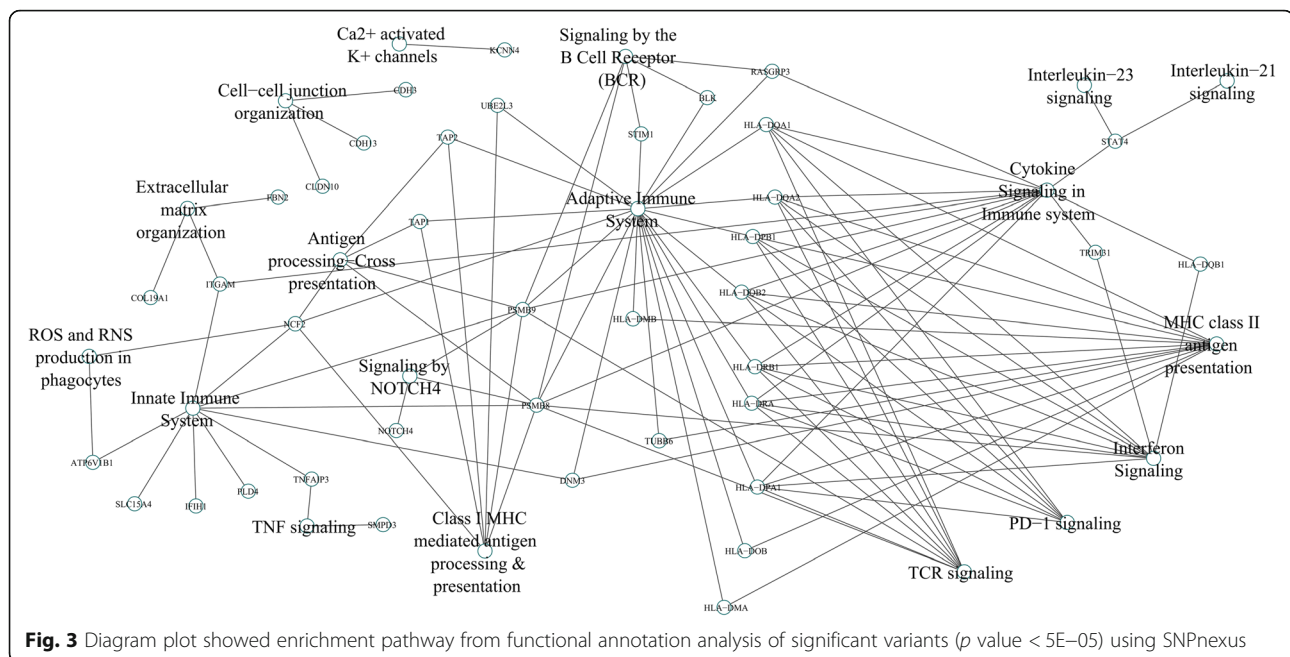 Ca2+ activated
K+ channels
KCNN4
Signaling by the
B Cell Receptor
(BCR)
RASGRP3
Interleukin−23
signaling
Interleukin−21
signaling
Cell−cell junction
organization
CDH3
UBE2L3
BLK
STIM1
HLA−DQA1
STAT4
TAP2
CDH13
CLDN10
Extracellular
matrix
organization
FBN2
Adaptive Immune
System
HLA−DQA2
Cytokine
Signaling in
Immune system
TAP1
HLA−DPB1
TRIM31
HLA−DQB1
Antigen
processing−Cross
presentation
ITGAM
COL19A1
HLA−DQB2
NCF2
PSMB9
HLA−DMB
MHC class II
antigen
presentation
ROS and RNS
production in
phagocytes
Signaling by
NOTCH4
HLA−DRB1
Innate Immune
System
PSMB8
HLA−DRA
NOTCH4
TUBB6
Interferon
Signaling
ATP6V1B1
TNFAIP3
DNM3
HLA−DPA1
SLC15A4
IFIH1
PLD4
TNF signaling
SMPD3
Class I MHC
mediated antigen
processing &
presentation
PD−1 signaling
HLA−DOB
TCR signaling
HLA−DMA
Fig. 3 Diagram plot showed enrichment pathway from functional annotation analysis of significant variants (p value < 5E−05) using SNPnexus